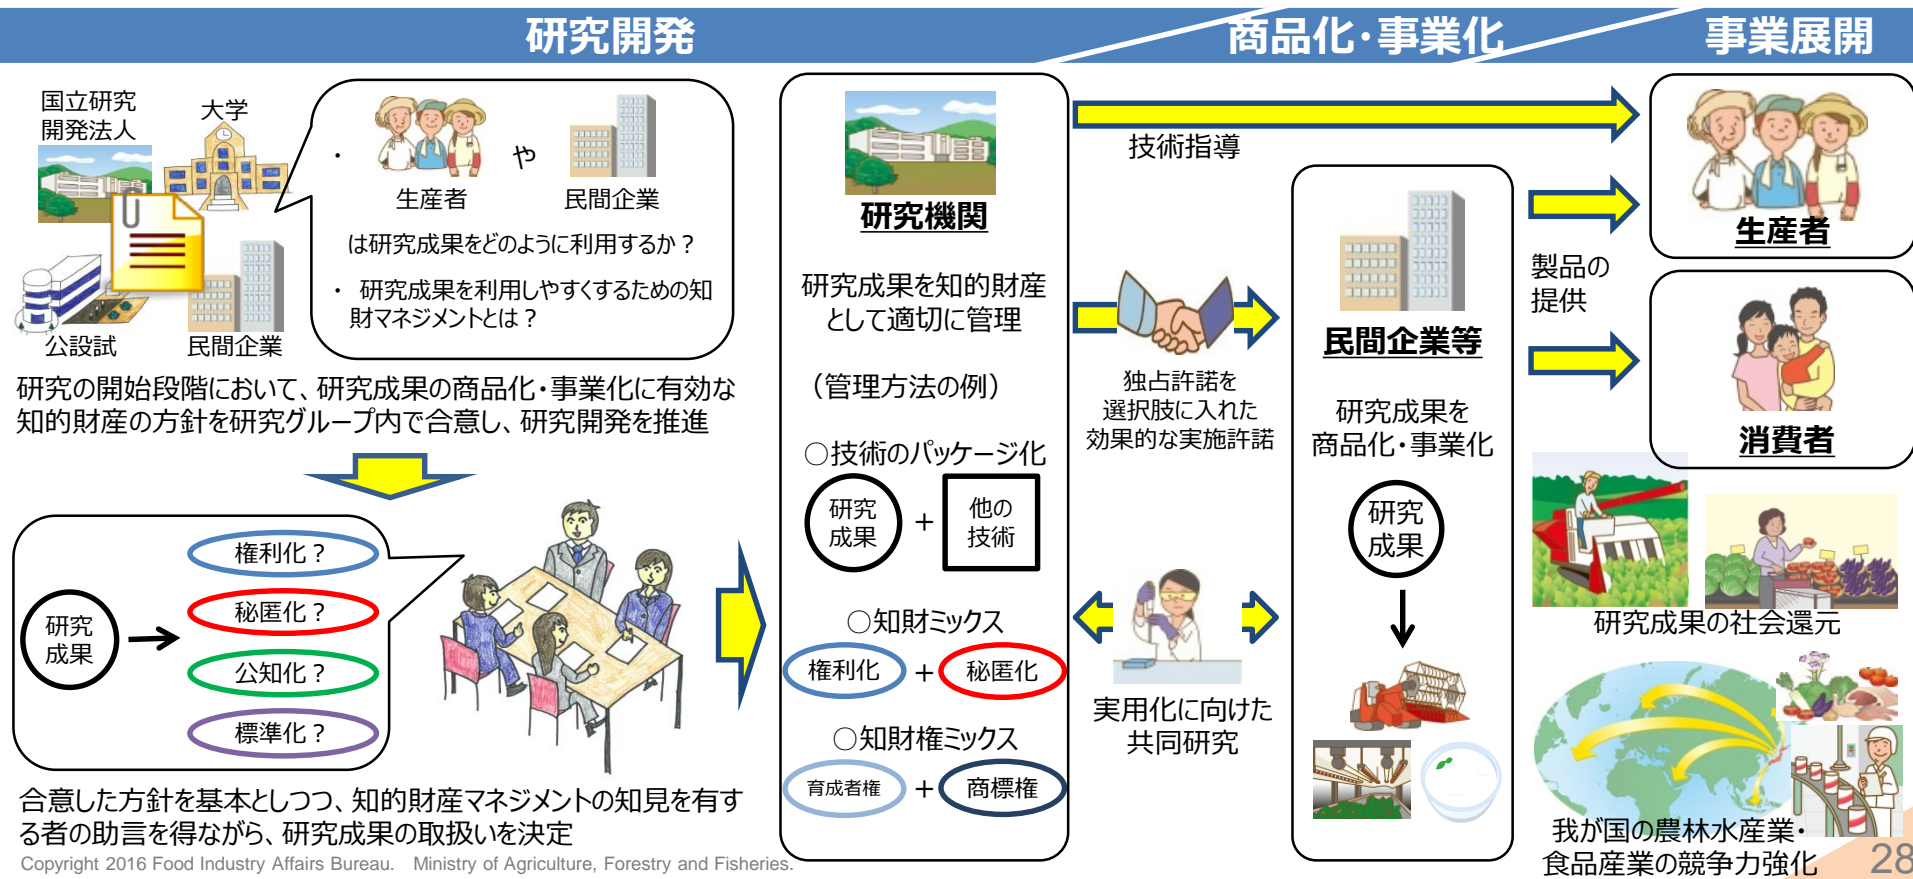 研究開発
商品化・事業化
事業展開
国立研究
開発法人
大学
公設試
民間企業
・
生産者
や
民間企業
は研究成果をどのように利用するか？
・ 研究成果を利用しやすくするための知
財マネジメントとは？
研究の開始段階において、研究成果の商品化・事業化に有効な
知的財産の方針を研究グループ内で合意し、研究開発を推進
研究
成果
権利化？
秘匿化？
公知化？
標準化？
合意した方針を基本としつつ、知的財産マネジメントの知見を有す
る者の助言を得ながら、研究成果の取扱いを決定
研究機関
研究成果を知的財産
として適切に管理
（管理方法の例）
○技術のパッケージ化
研究
成果
+
他の
技術
○知財ミックス
権利化
+
秘匿化
○知財権ミックス
育成者権
+
商標権
技術指導
独占許諾を
選択肢に入れた
効果的な実施許諾
実用化に向けた
共同研究
民間企業等
研究成果を
商品化・事業化
研究
成果
製品の
提供
生産者
消費者
研究成果の社会還元
我が国の農林水産業・
食品産業の競争力強化
Copyright 2016 Food Industry Affairs Bureau. Ministry of Agriculture, Forestry and Fisheries.
28